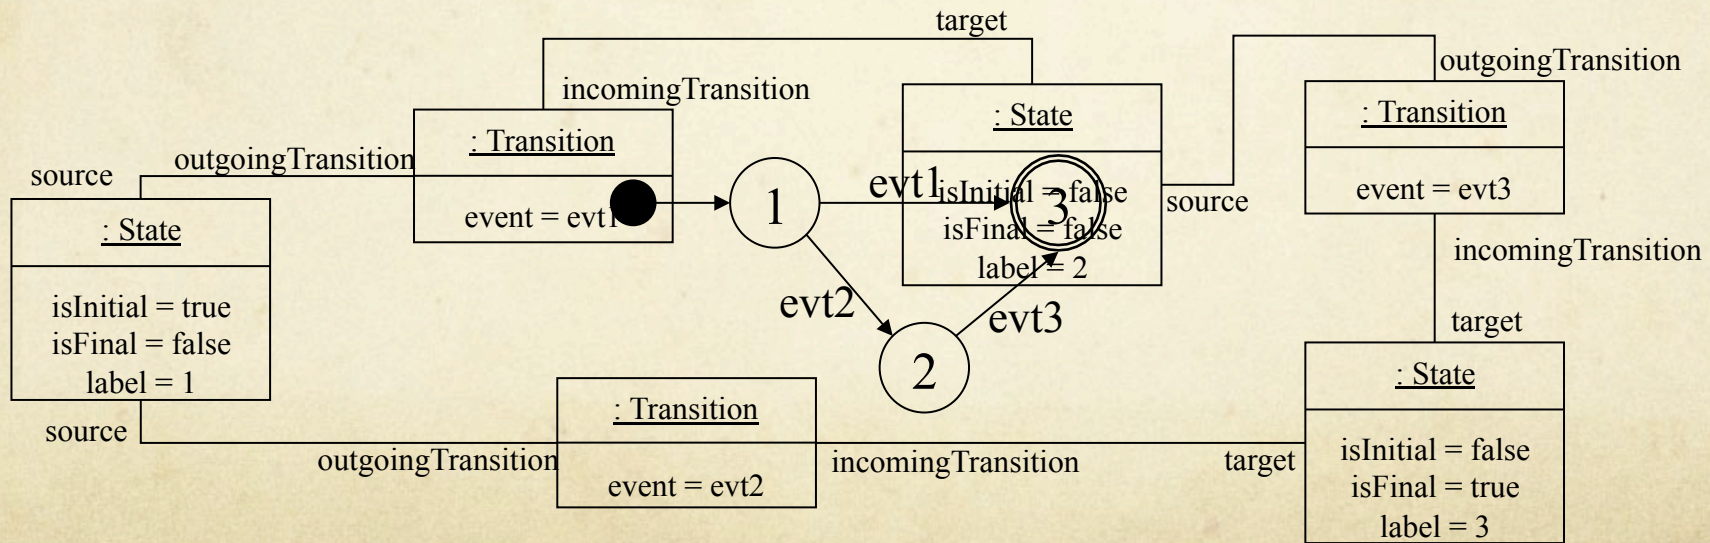 target
outgoingTransition
incomingTransition
: State
: Transition
: Transition
outgoingTransition
source
evt1
isInitial = false
event = evt3
source
event = evt1
1
3
: State
isFinal = false
incomingTransition
label = 2
isInitial = true
evt2
evt3
target
isFinal = false
2
: State
label = 1
: Transition
source
isInitial = false
outgoingTransition
incomingTransition
target
event = evt2
isFinal = true
label = 3